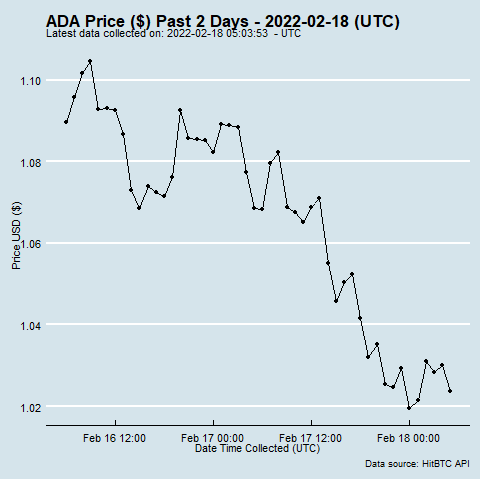 ADA Price ($) Past 2 Days - 2022-02-18 (UTC)
Latest data collected on: 2022-02-18 05:03:53 - UTC
Price USD ($)
1.10
1.08
1.06
1.04
1.02
Feb 16 12:00
Feb 17 00:00
Feb 17 12:00
Feb 18 00:00
Date Time Collected (UTC)
Data source: HitBTC API